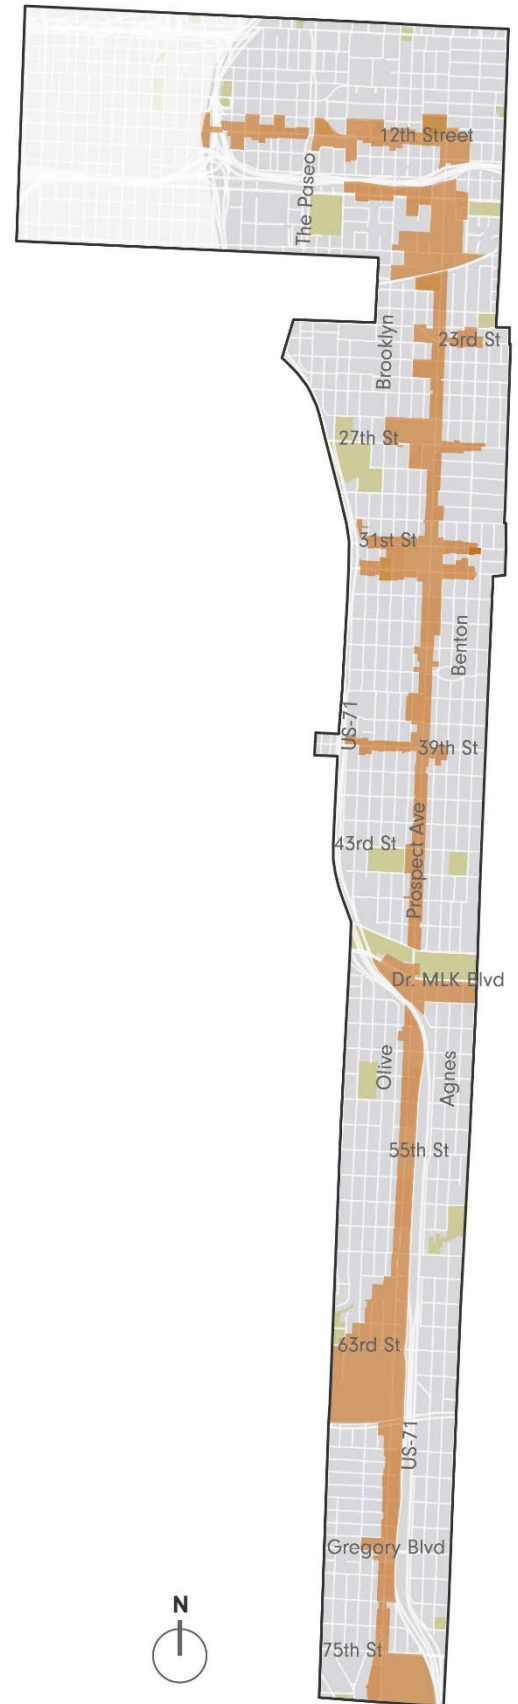 12th Street
The Paseo
Brooklyn
23rd St
27th St
31st St
Benton
US-71
39th St
43rd St
Prospect Ave
Dr. MLK Blvd
Olive
Agnes
55th St
63rd St
US-71
Gregory Blvd
N
75th St